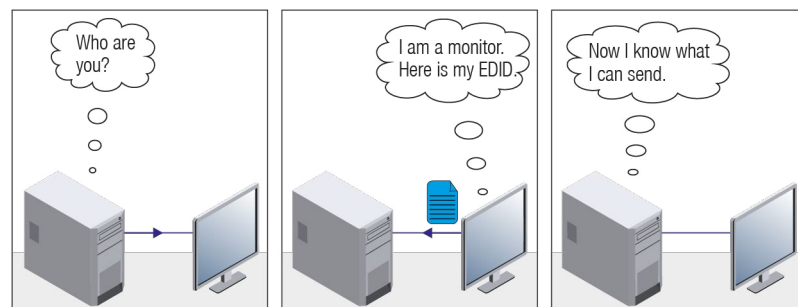 Who are
you?
I am a monitor.
Here is my EDID.
Now I know what
I can send.